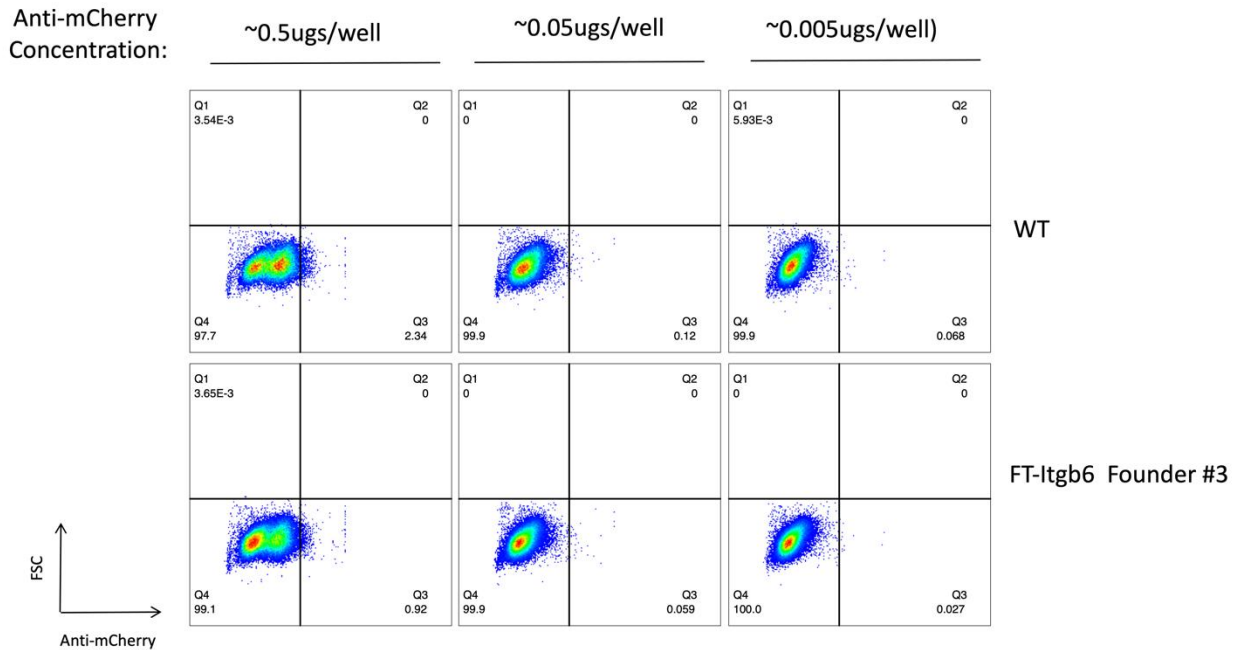 Anti-mCherry
Concentration:
~0.5ugs/well
~0.05ugs/well
~0.005ugs/well)
Q1
3.54E-3
Q2
0
Q4
97.7
Q3
2.34
Q1
0
Q2
0
Q4
99.9
Q3
0.12
Q1
5.93E-3
Q2
0
Q4
99.9
Q3
0.068
WT
Q1
3.65E-3
Q2
0
Q4
99.1
Q3
0.92
Q1
0
Q2
0
Q4
99.9
Q3
0.059
Q1
0
Q2
0
Q4
100.0
Q3
0.027
FT-Itgb6 Founder #3
FSC
Anti-mCherry